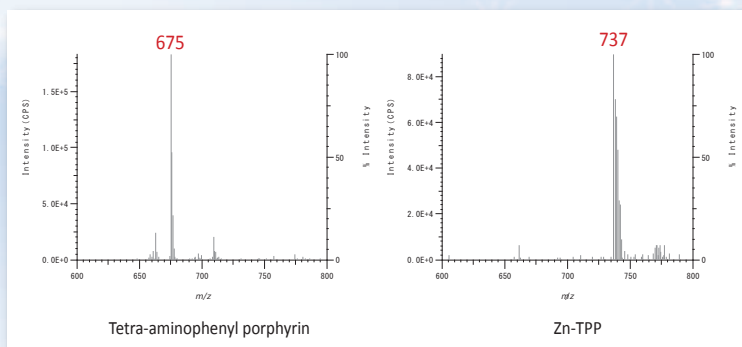 675
737
1.5E+5
1.0E+5
5.0E+4
0.0E+0
Intensity (CPS)
100
50
0
% Intensity
600
650
700
750
800
m/z
8.0E+4
6.0E+4
4.0E+4
2.0E+4
0.0E+0
Intensity (CPS)
100
50
0
% Intensity
600
650
700
750
800
m/z
Tetra-aminophenyl porphyrin
Zn-TPP